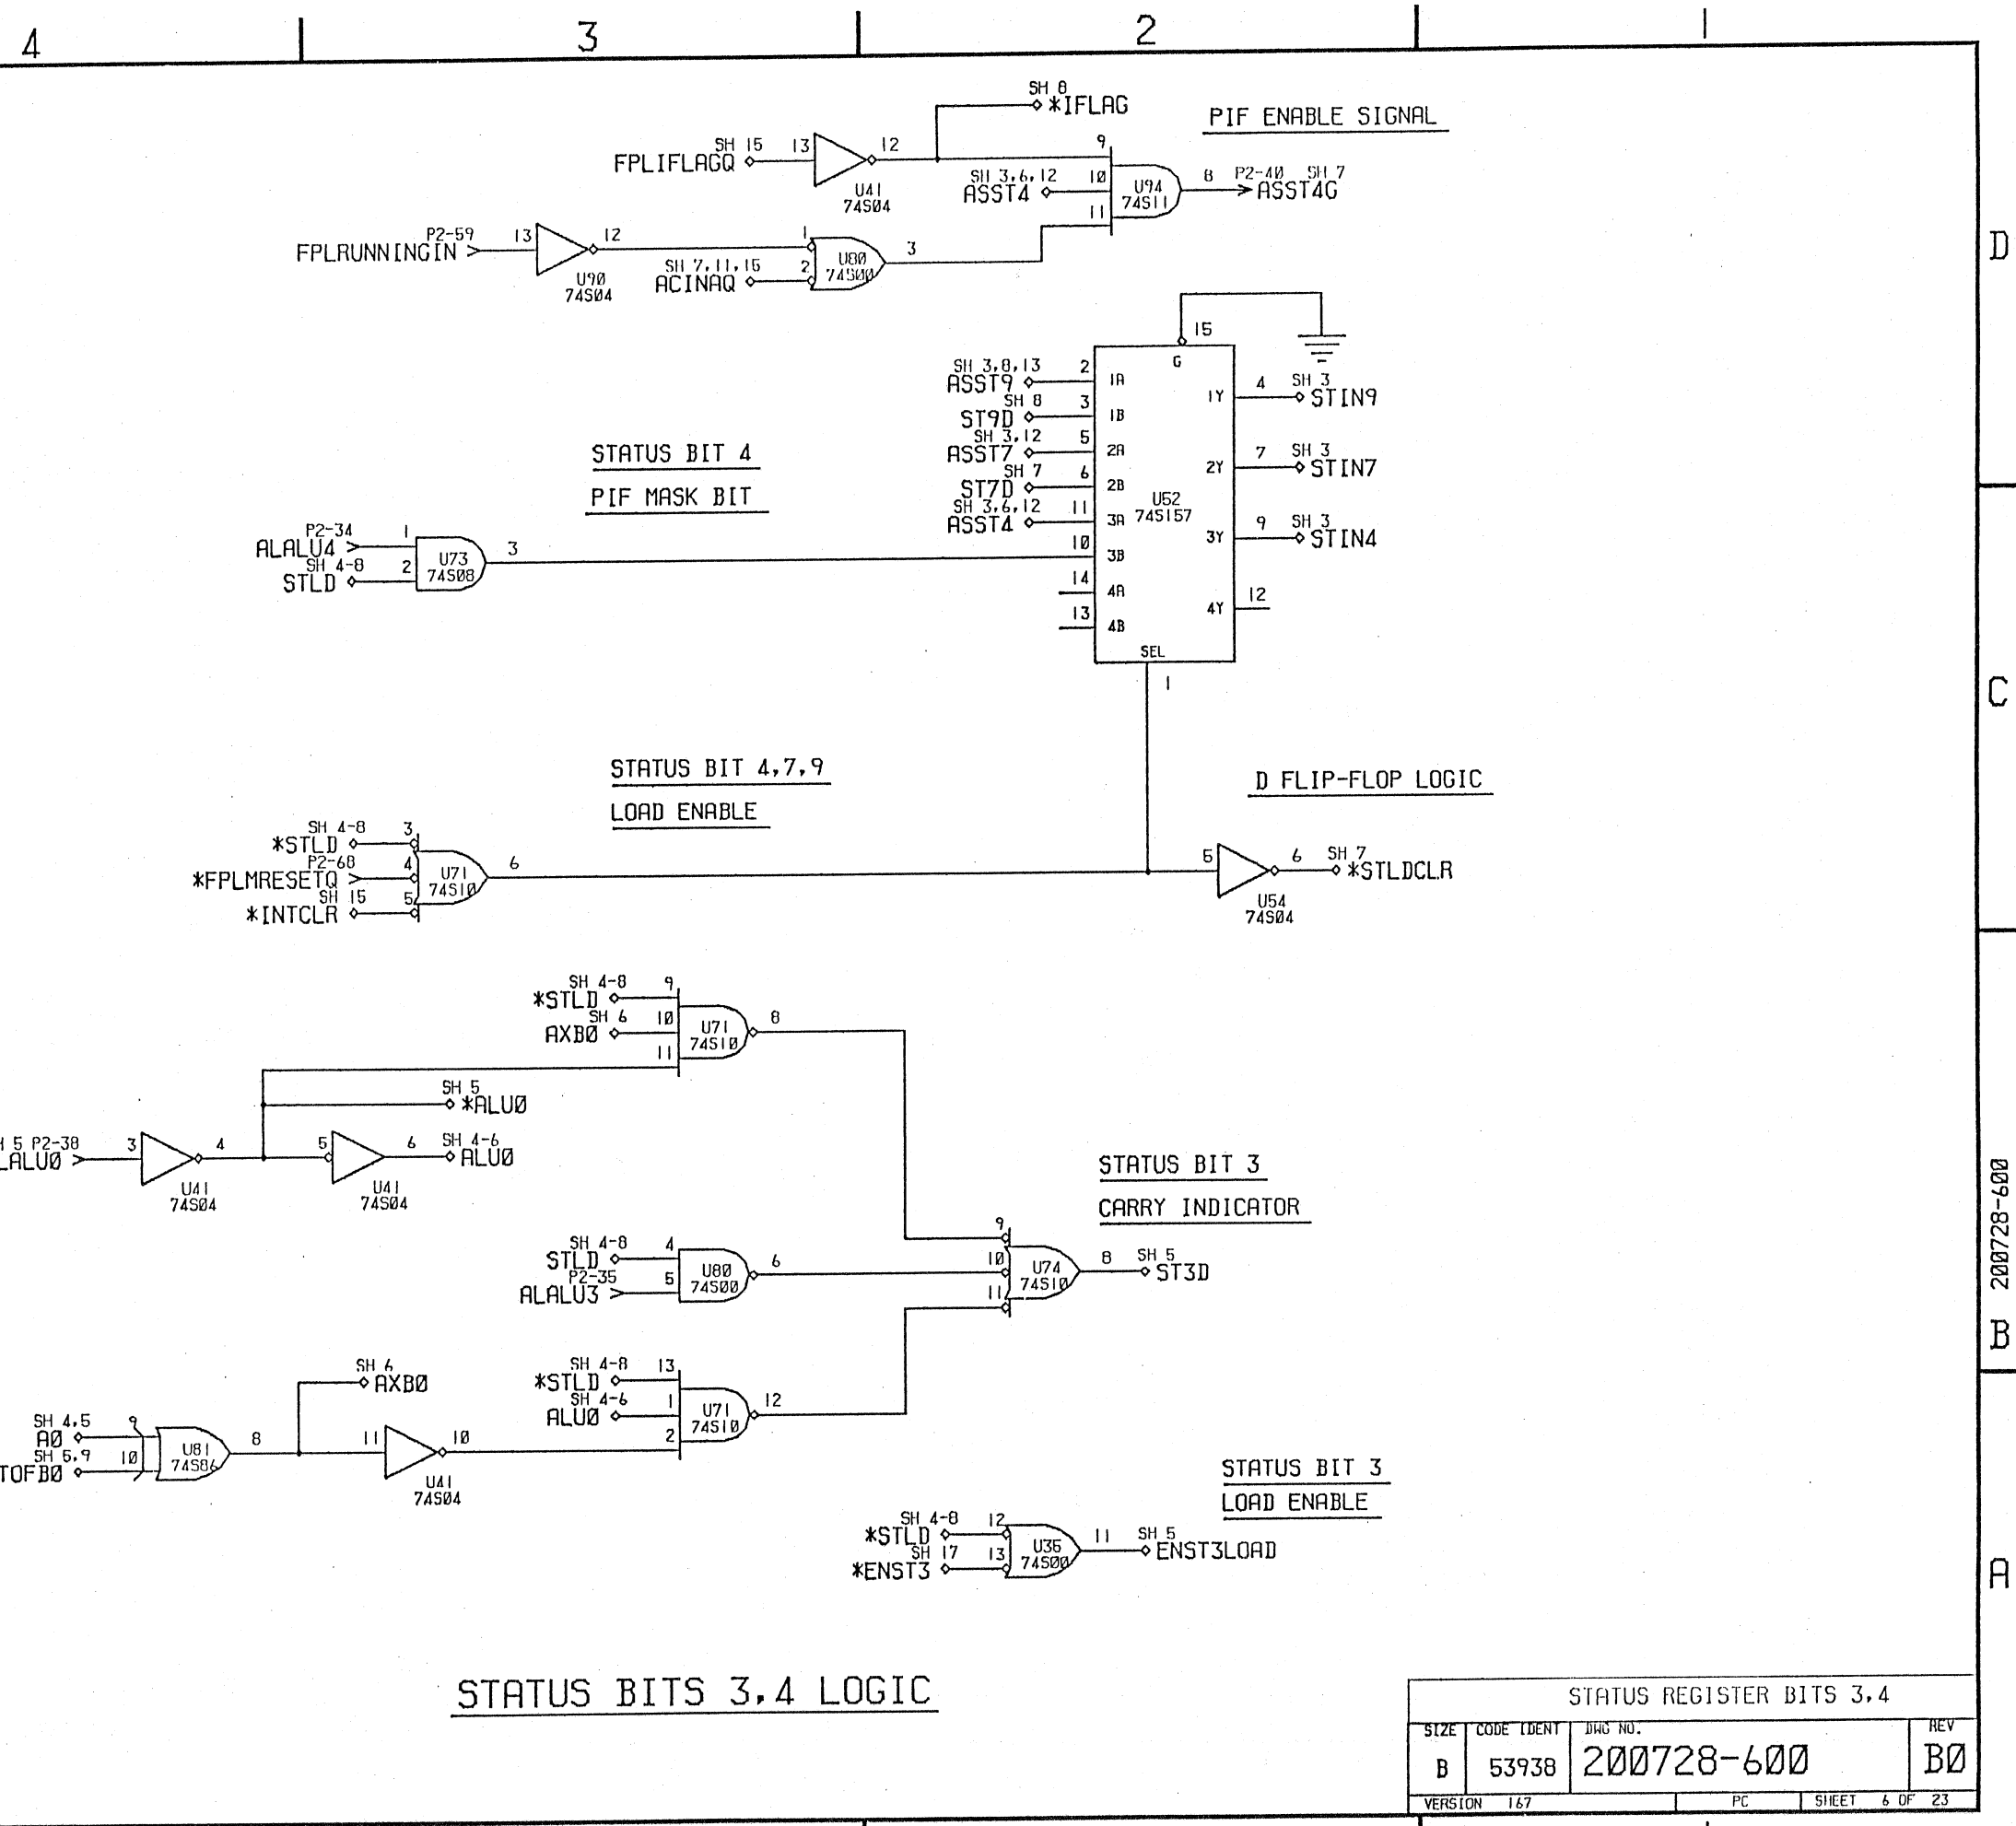 4 3 2 1
SH 8
*IFLAG
PIF ENABLE SIGNAL
SH 15
FPLIFLAGQ
13
12
U41
74S04
9
SH 3,6,12
ASST4
10
11
U94
74S11
8
P2-40 SH 7
ASST4G
P2-59
FPLRUNNINGIN
13
12
U90
74S04
1
SH 7,11,15
ACINAQ
2
U80
74S00
3
D
15
G
SH 3,8,13
ASST9
2
1A
SH 8
ST9D
3
1B
SH 3,12
ASST7
5
2A
SH 7
ST7D
6
2B
SH 3,6,12
ASST4
11
3A
10
3B
14
4A
13
4B
U52
74S157
SEL
1
1Y
4
SH 3
STIN9
2Y
7
SH 3
STIN7
3Y
9
SH 3
STIN4
4Y
12
STATUS BIT 4
PIF MASK BIT
P2-34
ALALU4
1
SH 4-8
STLD
2
U73
74S08
3
C
STATUS BIT 4,7,9
LOAD ENABLE
D FLIP-FLOP LOGIC
SH 4-8
*STLD
3
P2-68
*FPLMRESETQ
4
SH 15
*INTCLR
5
U71
74S10
6
5
U54
74S04
6
SH 7
*STLDCLR
SH 4-8
*STLD
9
SH 6
AXB0
10
11
U71
74S10
8
SH 5
*ALU0
5 P2-38
LALU0
3
4
U41
74S04
5
6
U41
74S04
SH 4-6
ALU0
STATUS BIT 3
CARRY INDICATOR
SH 4-8
STLD
4
P2-35
ALALU3
5
U80
74S00
6
9
10
11
U74
74S10
8
SH 5
ST3D
200728-600
B
SH 6
AXB0
SH 4,5
A0
9
SH 5,9
TOFB0
10
U81
74S86
8
11
10
U41
74S04
SH 4-8
*STLD
13
SH 4-6
ALU0
1
2
U71
74S10
12
STATUS BIT 3
LOAD ENABLE
SH 4-8
*STLD
12
SH 17
*ENST3
13
U36
74S00
11
SH 5
ENST3LOAD
A
STATUS BITS 3,4 LOGIC
STATUS REGISTER BITS 3,4
SIZE CODE IDENT DWG NO. REV
B 53938 200728-600 B0
VERSION 167 PC SHEET 6 OF 23